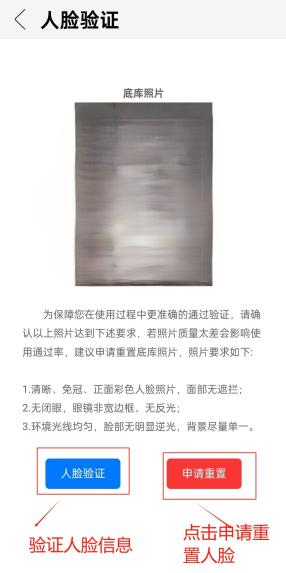 人脸验证
底库照片
为保障您在使用过程中更准确的通过验证，请确
认以上照片达到下述要求，若照片质量太差会影响使
用通过率，建议申请重置底库照片，照片要求如下:
1.清晰、免冠、正面彩色人脸照片，面部无遮拦；
2.无闭眼，眼镜非宽边框、无反光；
3.环境光线均匀，脸部无明显逆光，背景尽量单一。
人脸验证
申请重置
验证人脸信息
点击申请重
置人脸